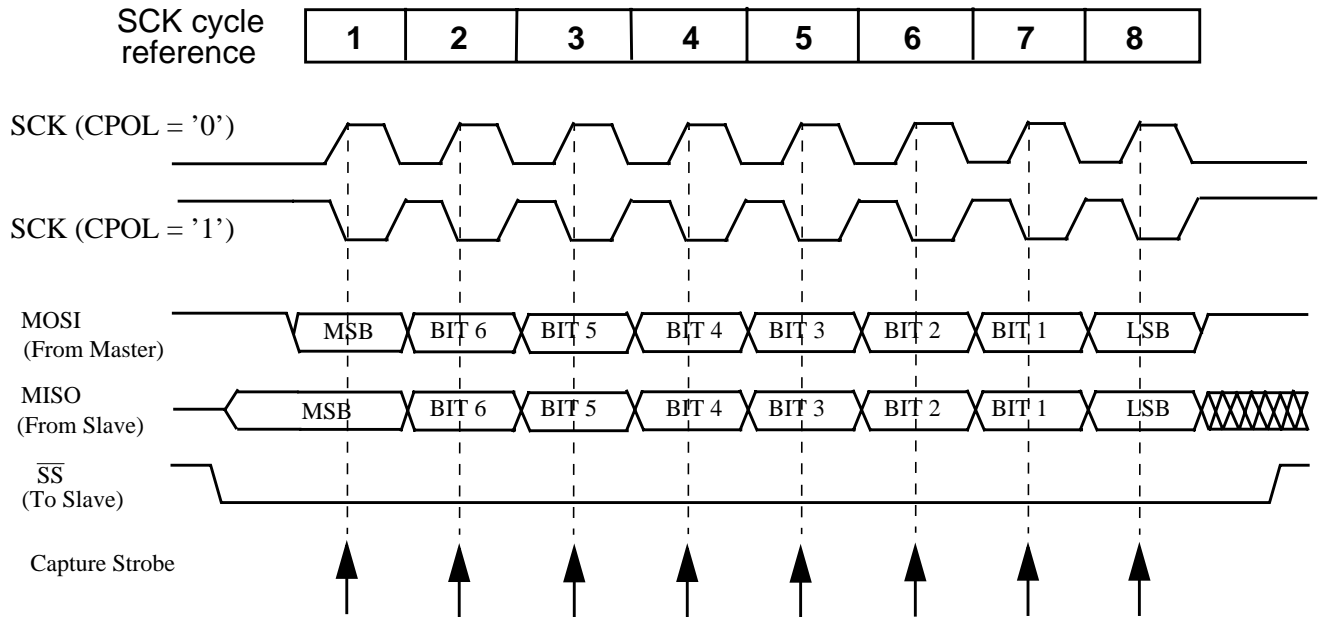 SCK cycle
reference
1 2 3 4 5 6 7 8
SCK (CPOL = ’0’)
SCK (CPOL = ’1’)
MOSI
(From Master)
MSB BIT 6 BIT 5 BIT 4 BIT 3 BIT 2 BIT 1 LSB
MISO
(From Slave)
MSB BIT 6 BIT 5 BIT 4 BIT 3 BIT 2 BIT 1 LSB
S̅S̅
(To Slave)
Capture Strobe